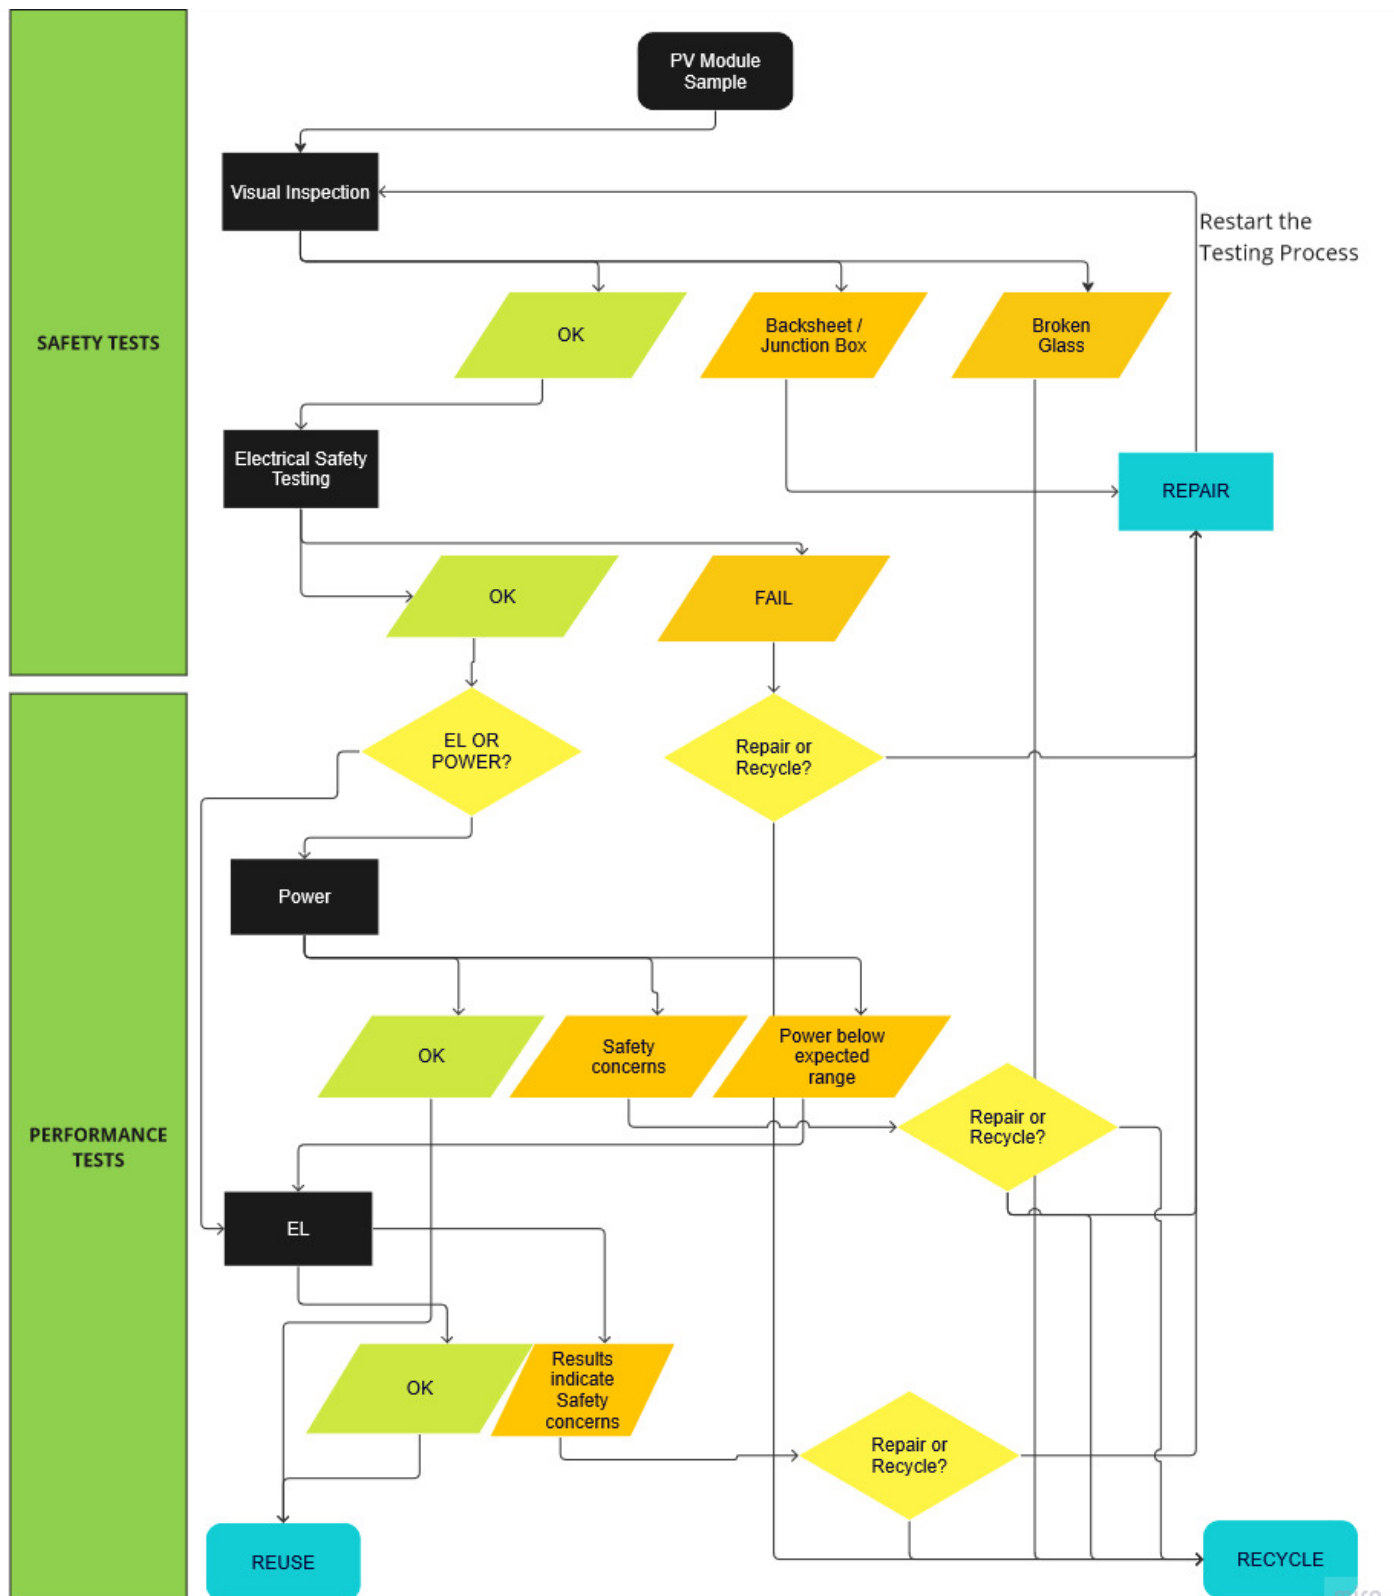 PV Module
Sample
Visual Inspection
Restart the
Testing Process
SAFETY TESTS
OK
Backsheet /
Junction Box
Broken
Glass
Electrical Safety
Testing
REPAIR
OK
FAIL
EL OR
POWER?
Repair or
Recycle?
Power
OK
Safety
concerns
Power below
expected
range
Repair or
Recycle?
PERFORMANCE
TESTS
EL
OK
Results
indicate
Safety
concerns
Repair or
Recycle?
REUSE
RECYCLE